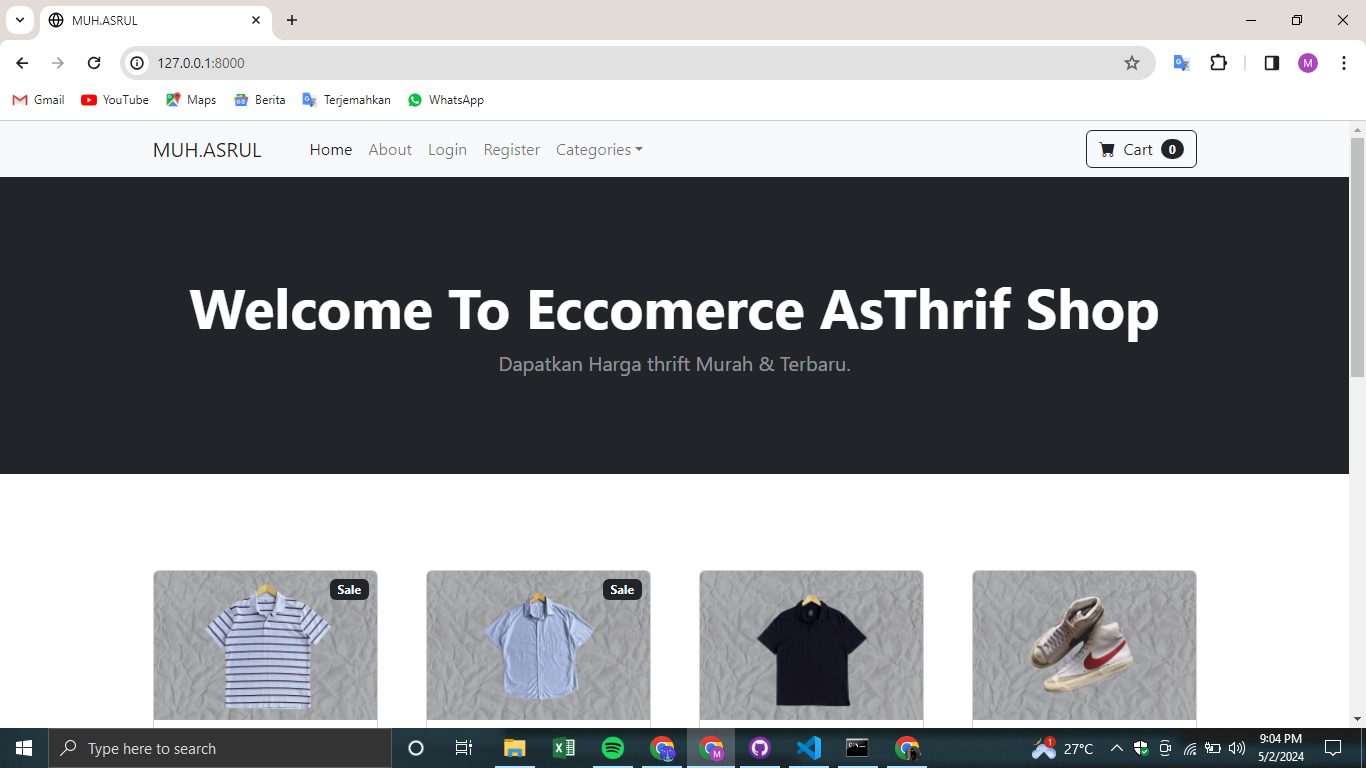 MUH.ASRUL
127.0.0.1:8000
M
Gmail
YouTube
Maps
Berita
Terjemahkan
WhatsApp
MUH.ASRUL
Home
About
Login
Register
Categories
Cart 0
Welcome To Eccomerce AsThrif Shop
Dapatkan Harga thrift Murah & Terbaru.
Sale
Sale
Type here to search
M
1
27°C
9:04 PM
5/2/2024